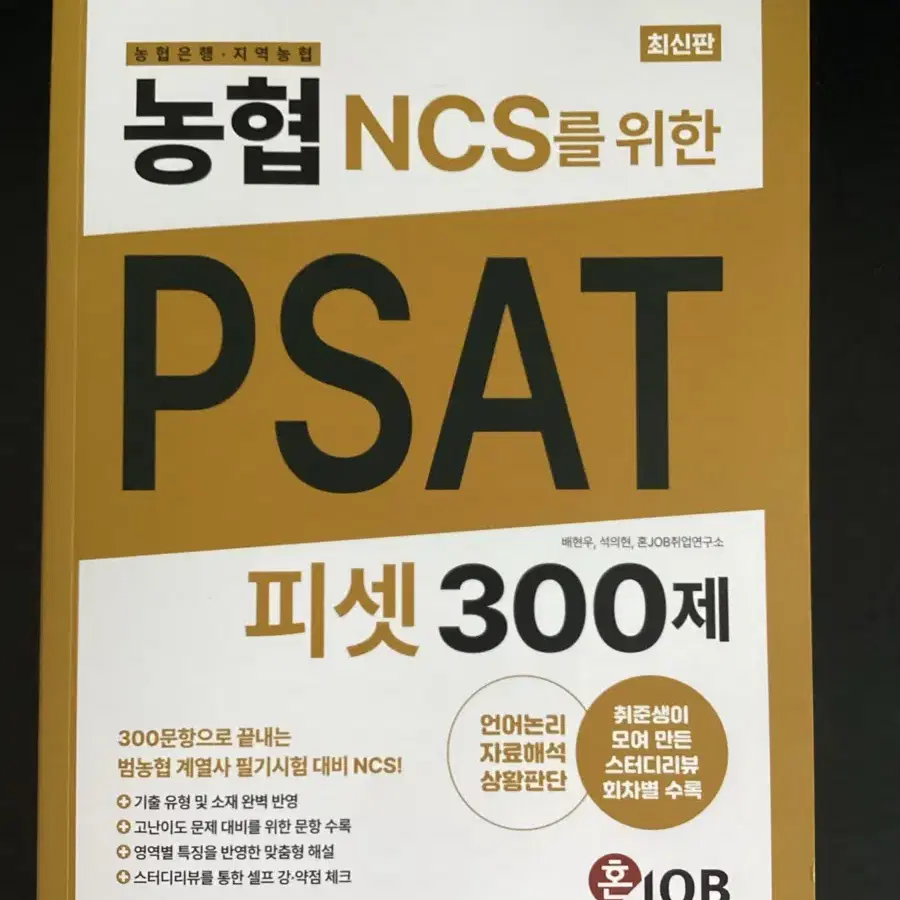 농협은행·지역농협
최신판
농협 NCS를 위한
PSAT
배현우, 석의현, 혼JOB취업연구소
피셋 300제
언어논리
자료해석
상황판단
취준생이
모여 만든
스터디리뷰
회차별 수록
300문항으로 끝내는
범농협 계열사 필기시험 대비 NCS!
기출 유형 및 소재 완벽 반영
고난이도 문제 대비를 위한 문항 수록
영역별 특징을 반영한 맞춤형 해설
스터디리뷰를 통한 셀프 강·약점 체크
혼JOB